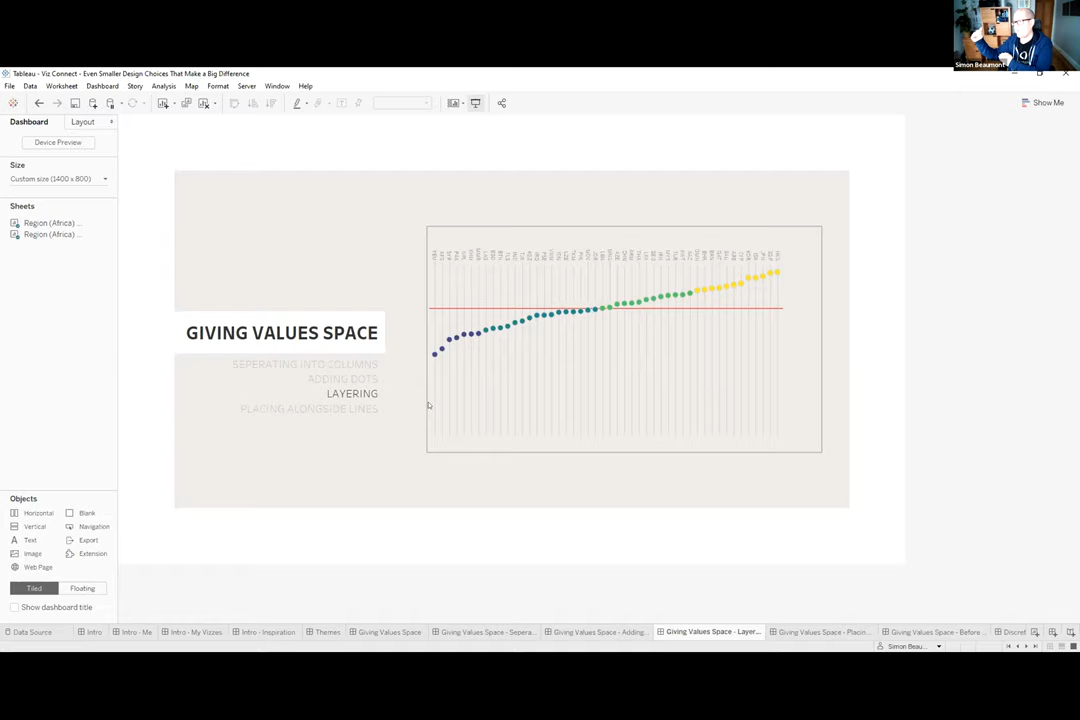 Simon Beaumont
Tableau - Viz Connect - Even Smaller Design Choices That Make a Big Difference
File Data Worksheet Dashboard Story Analysis Map Format Server Window Help
Show Me
Dashboard Layout
Device Preview
Size
Custom size (1400 x 800)
Sheets
Region (Africa) ...
Region (Africa) ...
GIVING VALUES SPACE
SEPERATING INTO COLUMNS
ADDING DOTS
LAYERING
PLACING ALONGSIDE LINES
Objects
Horizontal Blank
Vertical Navigation
Text Export
Image Extension
Web Page
Tiled Floating
Show dashboard title
Data Source Intro Intro - Me Intro - My Vizzes Intro - Inspiration Themes Giving Values Space Giving Values Space - Sepera... Giving Values Space - Adding... Giving Values Space - Layer... Giving Values Space - Placin... Giving Values Space - Before ... Discret
Simon Beau...